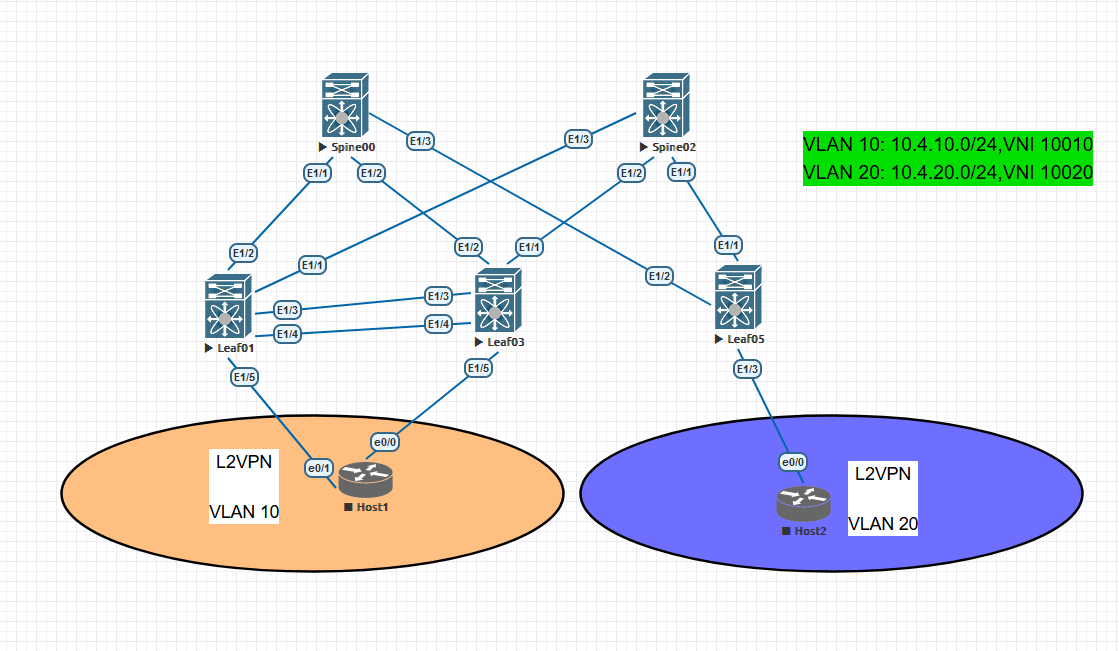 Spine00
Spine02
VLAN 10: 10.4.10.0/24,VNI 10010
VLAN 20: 10.4.20.0/24,VNI 10020
E1/3
E1/3
E1/1
E1/2
E1/2
E1/1
E1/2
E1/2
E1/1
E1/1
E1/1
E1/2
E1/3
E1/3
E1/4
E1/4
Leaf01
Leaf03
Leaf05
E1/5
E1/5
E1/3
e0/0
e0/1
e0/0
L2VPN
VLAN 10
Host1
L2VPN
VLAN 20
Host2